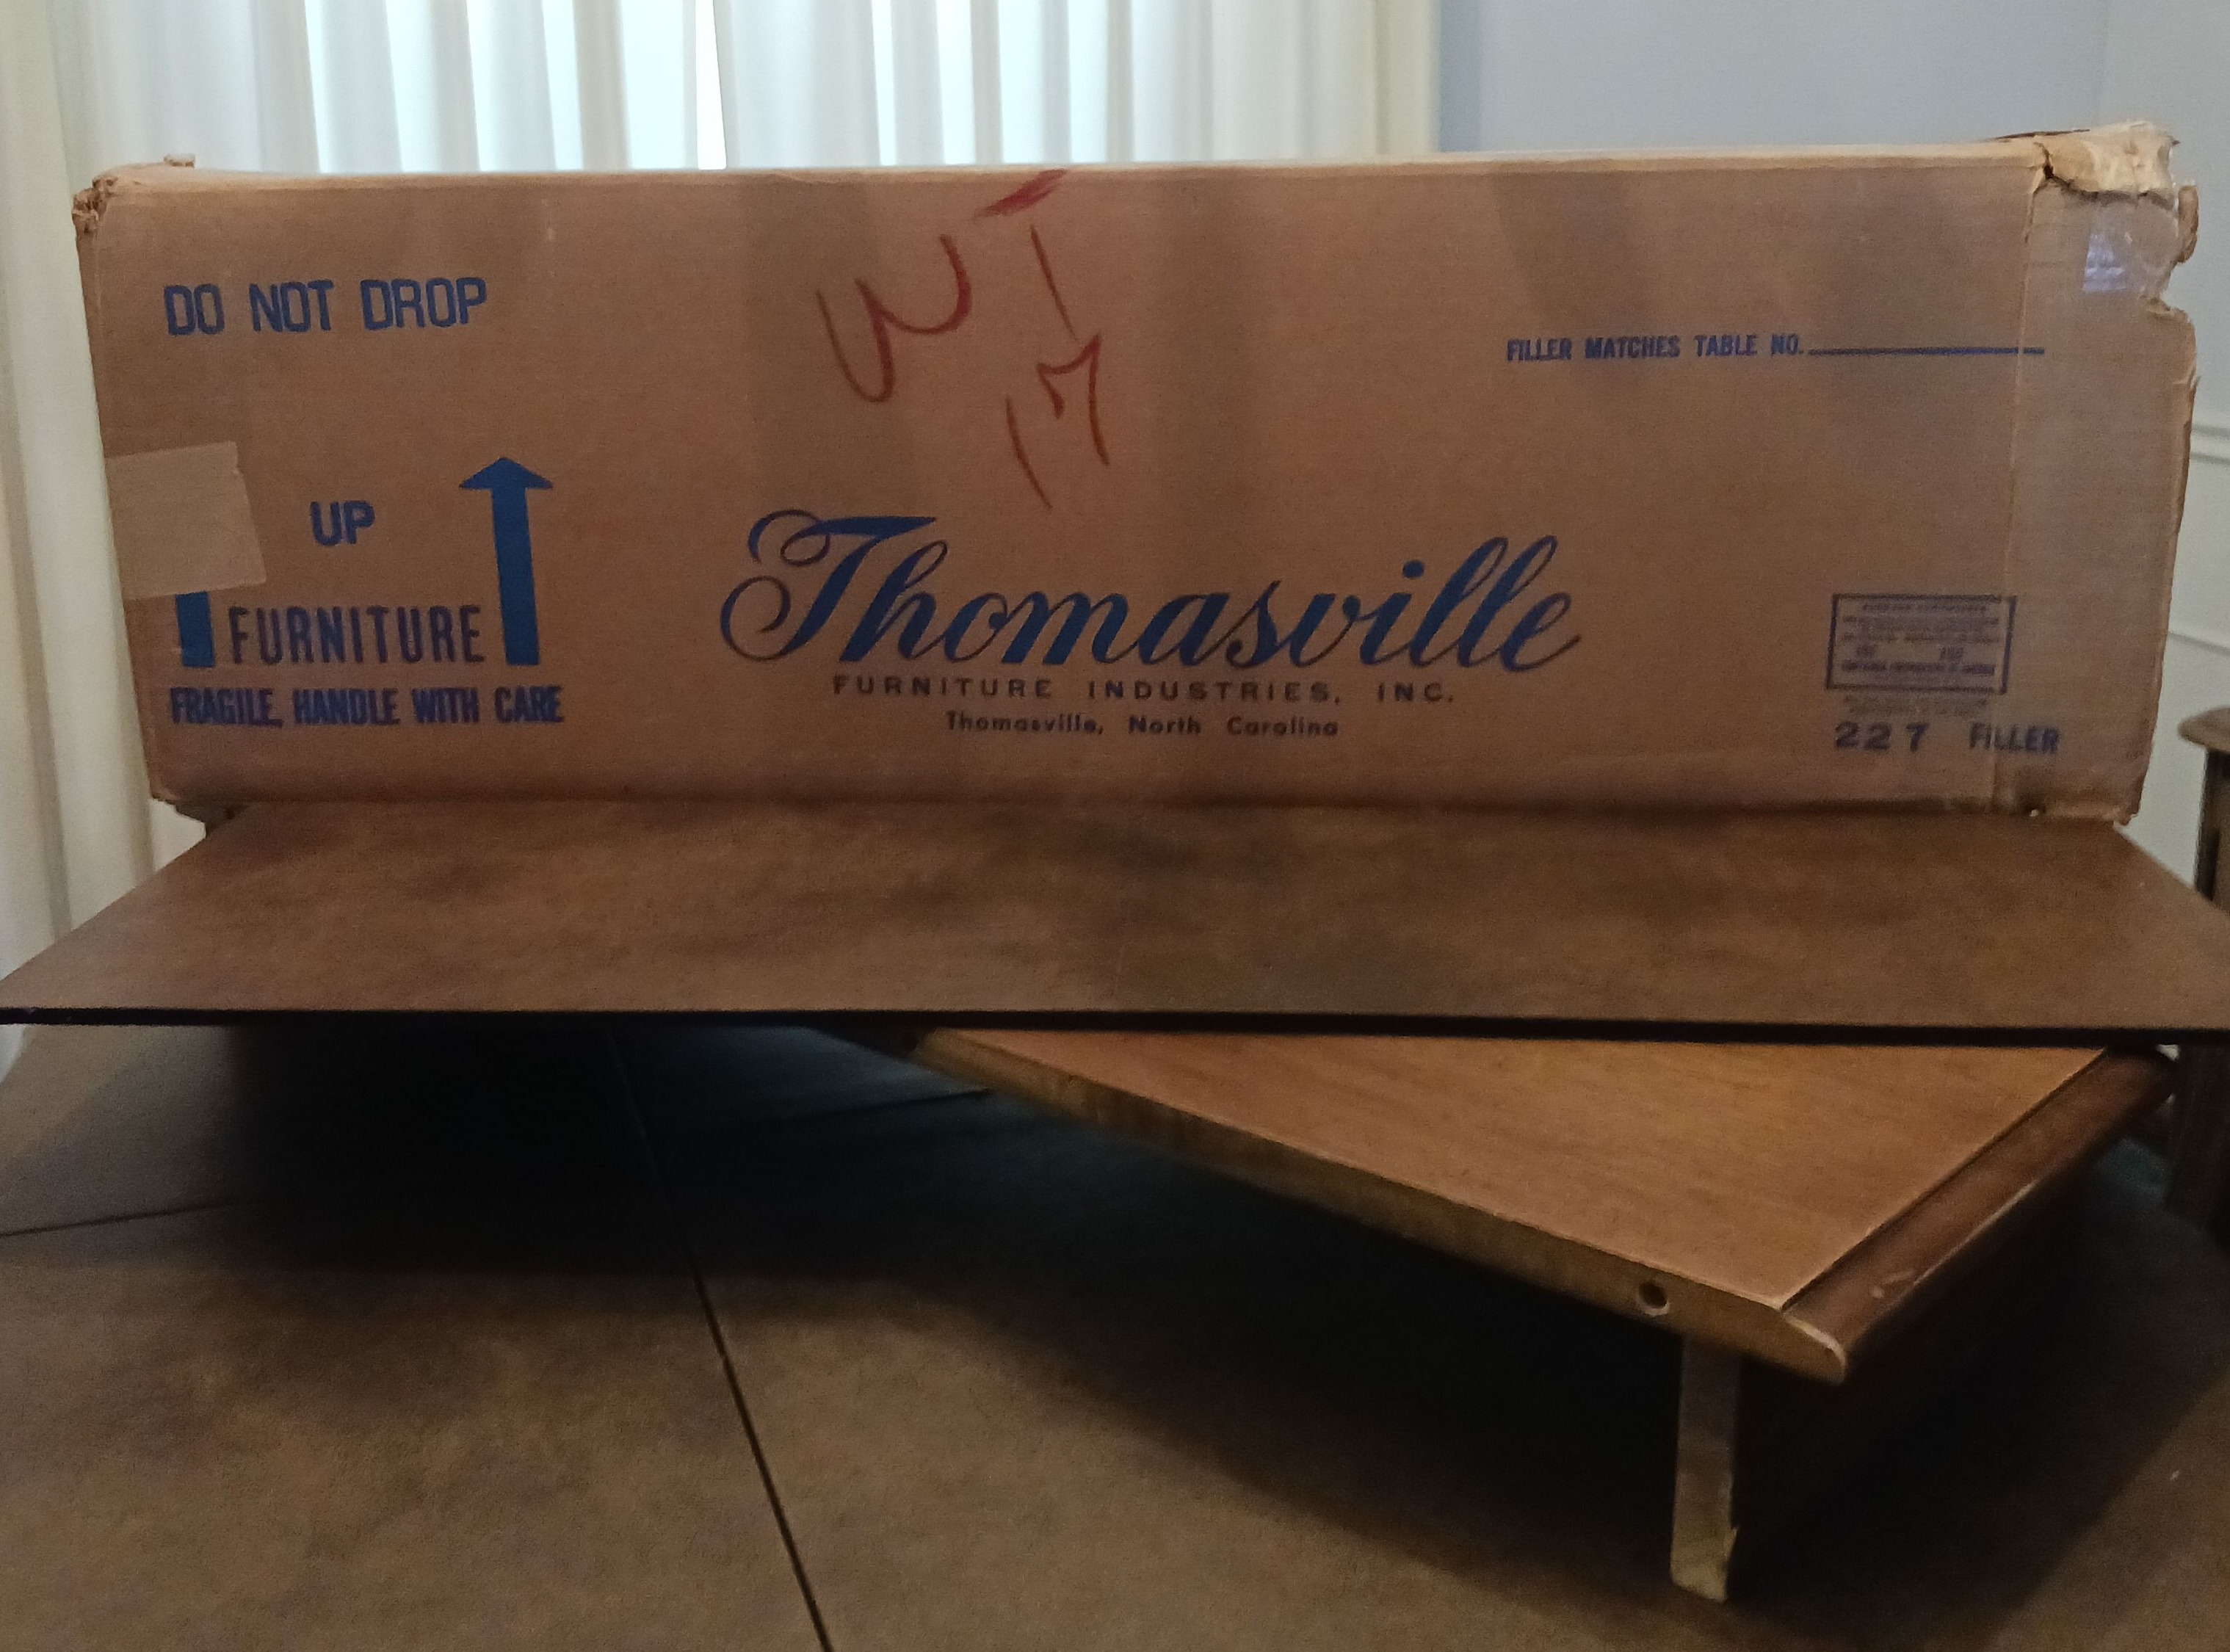 DO NOT DROP
17
FILLER MATCHES TABLE NO.
UP
FURNITURE
FRAGILE, HANDLE WITH CARE
Thomasville
FURNITURE INDUSTRIES, INC.
Thomasville, North Carolina
227 FILLER